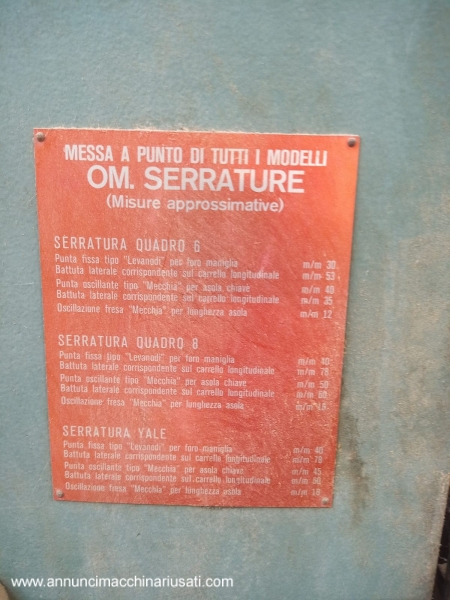 MESSA A PUNTO DI TUTTI I MODELLI
OM. SERRATURE
(Misure approssimative)
SERRATURA QUADRO 6
Punta fissa tipo "Levanodi" per foro maniglia m/m 30
Battuta laterale corrispondente sul carrello longitudinale m/m 53
Punta oscillante tipo "Mecchia" per asola chiave m/m 40
Battuta laterale corrispondente sul carrello longitudinale m/m 35
Oscillazione fresa "Mecchia" per lunghezza asola m/m 12
SERRATURA QUADRO 8
Punta fissa tipo "Levanodi" per foro maniglia m/m 40
Battuta laterale corrispondente sul carrello longitudinale m/m 78
Punta oscillante tipo "Mecchia" per asola chiave m/m 50
Battuta laterale corrispondente sul carrello longitudinale m/m 60
Oscillazione fresa "Mecchia" per lunghezza asola m/m
SERRATURA YALE
Punta fissa tipo "Levanodi" per foro maniglia m/m 40
Battuta laterale corrispondente sul carrello longitudinale m/m
Punta oscillante tipo "Mecchia" per asola chiave m/m 45
Battuta laterale corrispondente sul carrello longitudinale m/m
Oscillazione fresa "Mecchia" per lunghezza asola m/m
www.annuncimacchinariusati.com